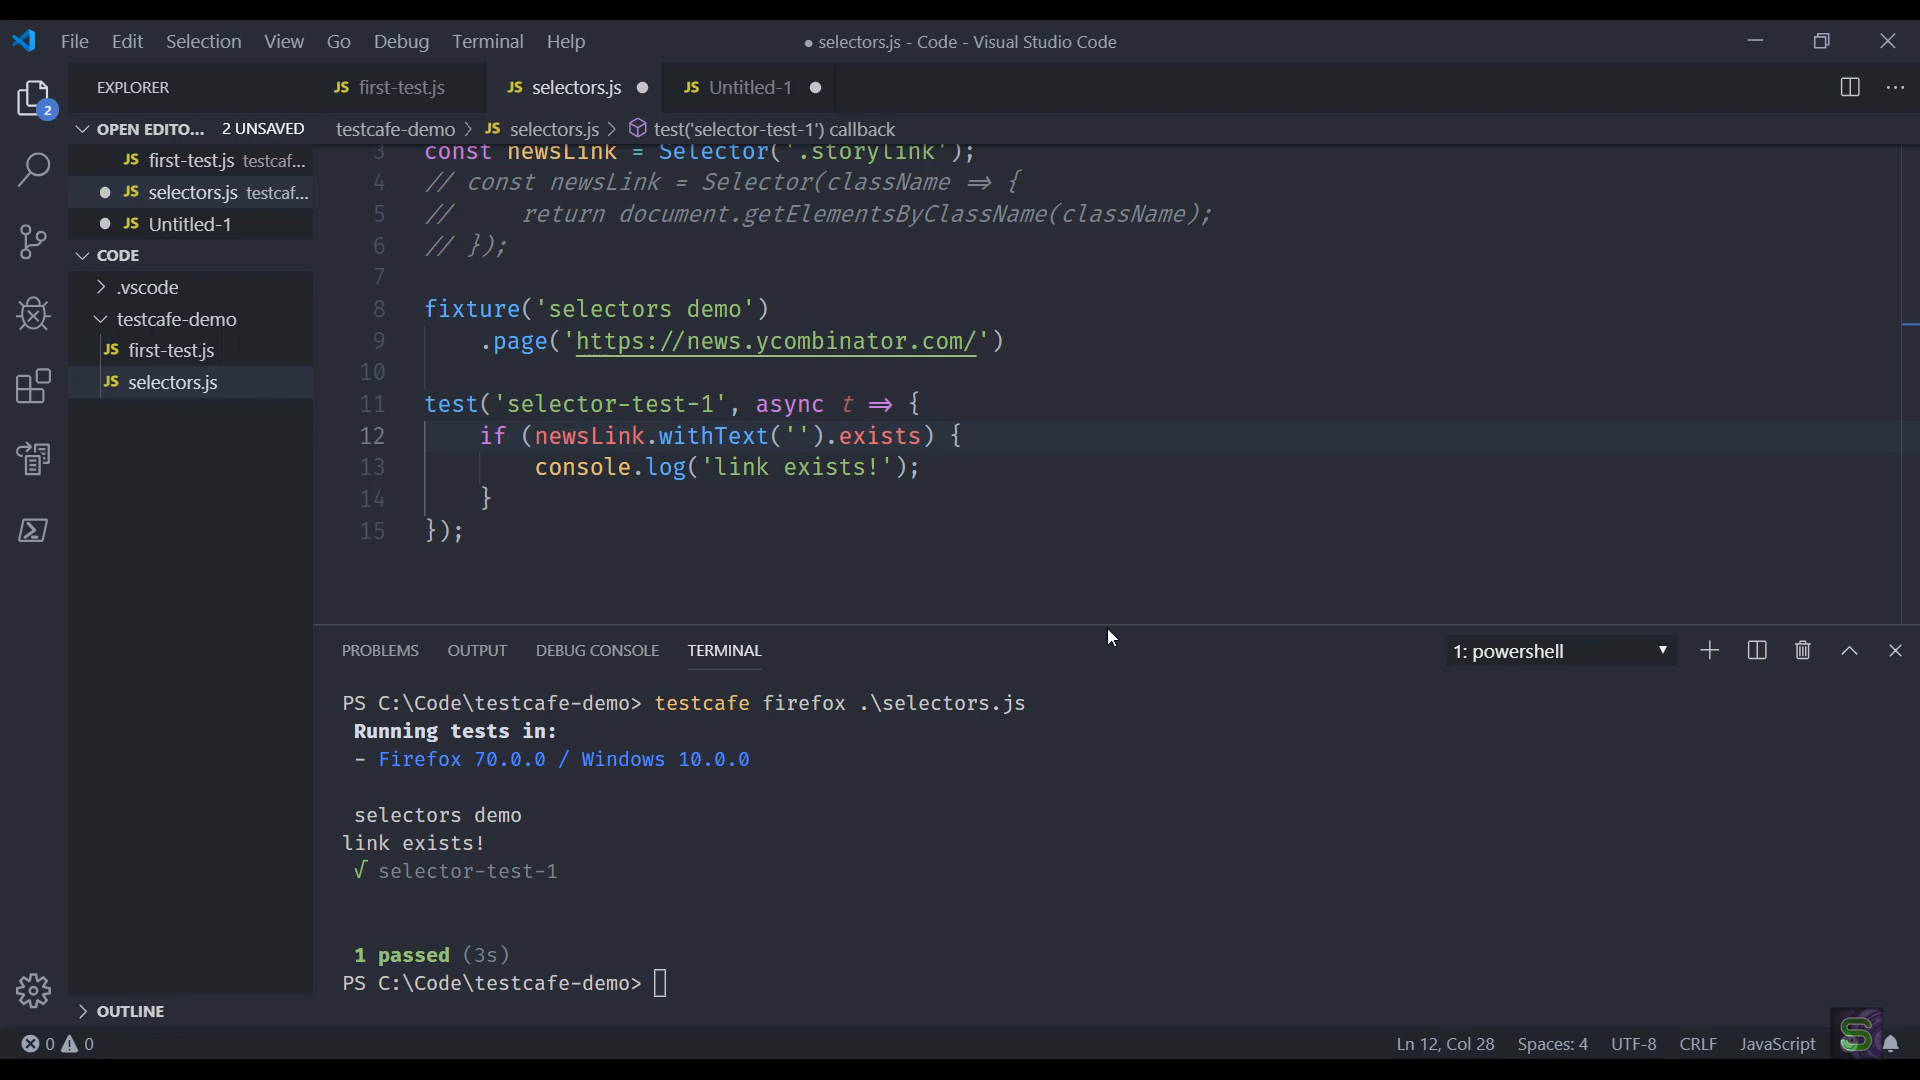 File Edit Selection View Go Debug Terminal Help
● selectors.js - Code - Visual Studio Code
EXPLORER
JS first-test.js
JS selectors.js ●
JS Untitled-1 ●
2
OPEN EDITO... 2 UNSAVED
JS first-test.js testcaf...
● JS selectors.js testcaf...
● JS Untitled-1
CODE
.vscode
testcafe-demo
JS first-test.js
JS selectors.js
OUTLINE
testcafe-demo > JS selectors.js > test('selector-test-1') callback
3 const newsLink = Selector('.storylink');
4 // const newsLink = Selector(className => {
5 //     return document.getElementsByClassName(className);
6 // });
7
8 fixture('selectors demo')
9     .page('https://news.ycombinator.com/')
10
11 test('selector-test-1', async t => {
12     if (newsLink.withText('').exists) {
13         console.log('link exists!');
14     }
15 });
PROBLEMS OUTPUT DEBUG CONSOLE TERMINAL
1: powershell
PS C:\Code\testcafe-demo> testcafe firefox .\selectors.js
Running tests in:
- Firefox 70.0.0 / Windows 10.0.0
selectors demo
link exists!
√ selector-test-1
1 passed (3s)
PS C:\Code\testcafe-demo>
0 0
Ln 12, Col 28 Spaces: 4 UTF-8 CRLF JavaScript
S